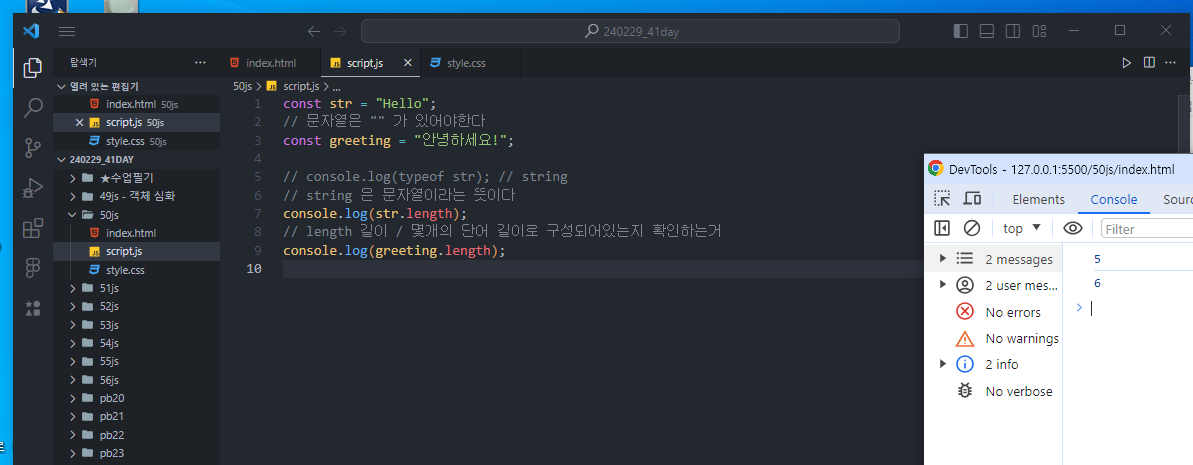 240229_41day
탐색기
index.html
script.js
style.css
열려 있는 편집기
index.html 50js
script.js 50js
style.css 50js
240229_41DAY
★수업필기
49js - 객체 심화
50js
index.html
script.js
style.css
51js
52js
53js
54js
55js
56js
pb20
pb21
pb22
pb23
50js > JS script.js > ...
1 const str = "Hello";
2 // 문자열은 "" 가 있어야한다
3 const greeting = "안녕하세요!";
4
5 // console.log(typeof str); // string
6 // string 은 문자열이라는 뜻이다
7 console.log(str.length);
8 // length 길이 / 몇개의 단어 길이로 구성되어있는지 확인하는거
9 console.log(greeting.length);
10
DevTools - 127.0.0.1:5500/50js/index.html
Elements Console Sour
top Filter
2 messages
2 user mes...
No errors
No warnings
2 info
No verbose
5
6